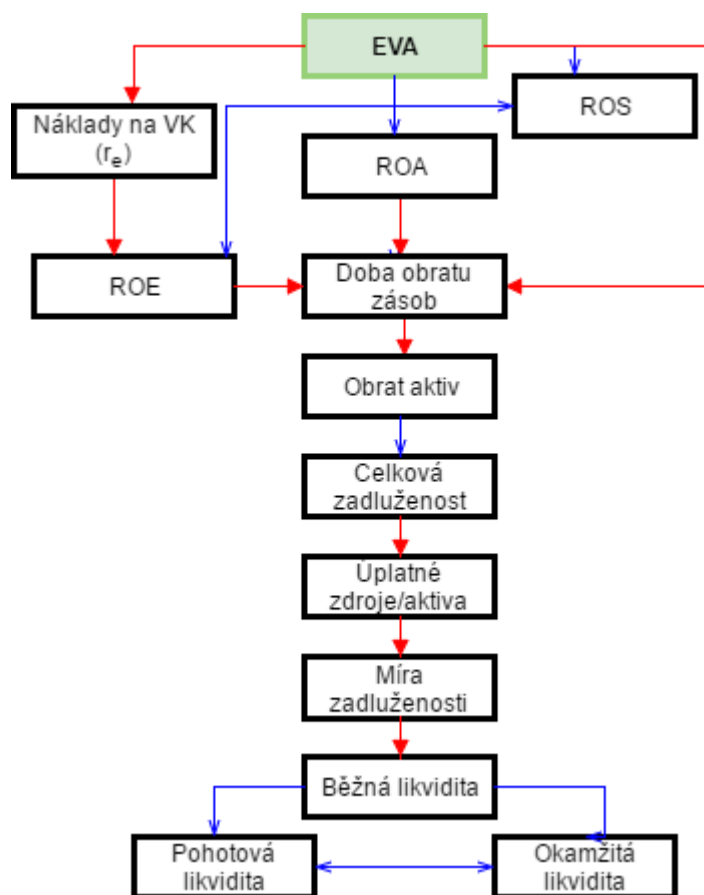 EVA
ROS
Náklady na VK
(re)
ROA
ROE
Doba obratu
zásob
Obrat aktiv
Celková
zadluženost
Úplatné
zdroje/aktiva
Míra
zadluženosti
Běžná likvidita
Pohotová
likvidita
Okamžitá
likvidita